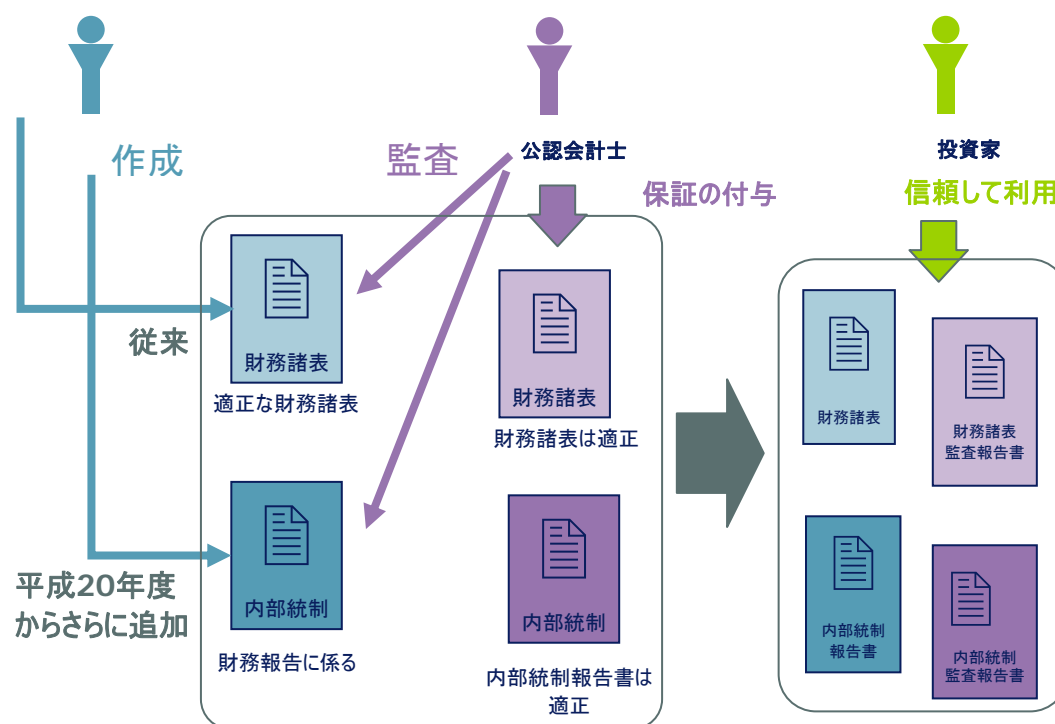 作成
監査
公認会計士
投資家
保証の付与
信頼して利用
従来
財務諸表
適正な財務諸表
財務諸表
財務諸表は適正
財務諸表
財務諸表
監査報告書
平成20年度
からさらに追加
内部統制
財務報告に係る
内部統制
内部統制報告書は
適正
内部統制
報告書
内部統制
監査報告書